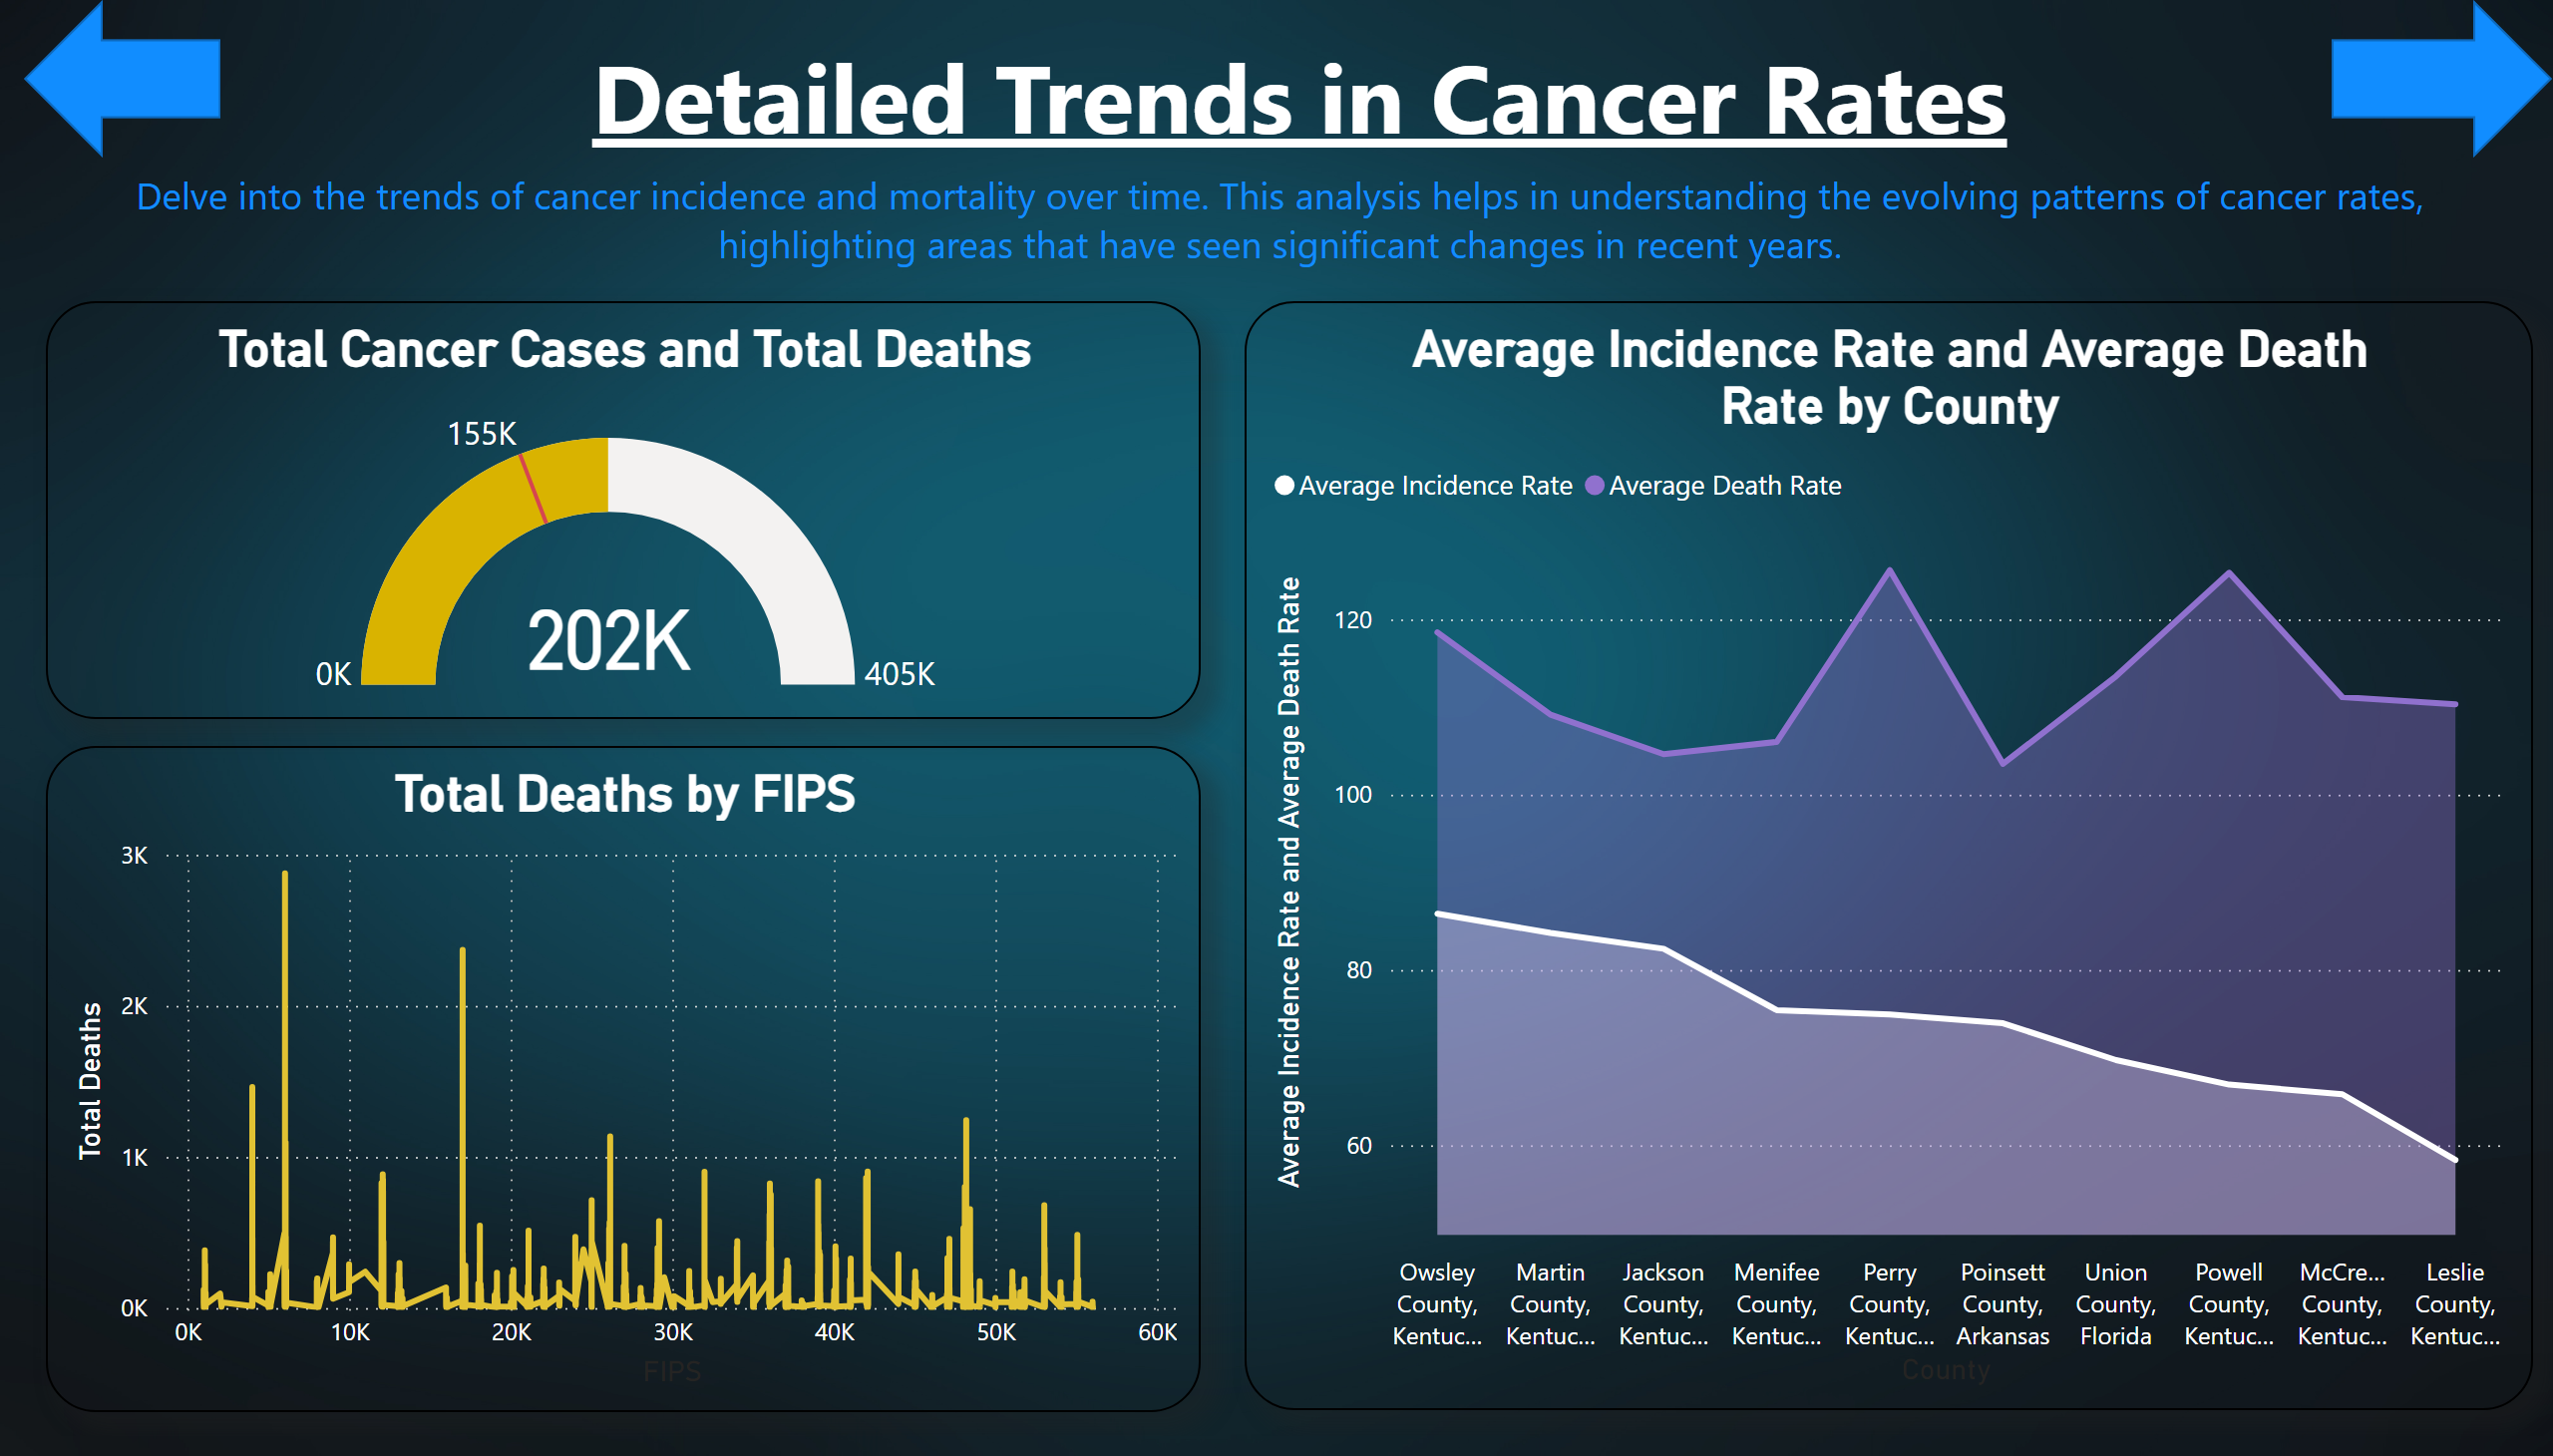 Detailed Trends in Cancer Rates
Delve into the trends of cancer incidence and mortality over time. This analysis helps in understanding the evolving patterns of cancer rates,
highlighting areas that have seen significant changes in recent years.
Total Cancer Cases and Total Deaths
155K
202K
0K
405K
Total Deaths by FIPS
Total Deaths
3K
2K
1K
0K
0K 10K 20K 30K 40K 50K 60K
FIPS
Average Incidence Rate and Average Death
Rate by County
Average Incidence Rate Average Death Rate
Average Incidence Rate and Average Death Rate
120
100
80
60
Owsley Martin Jackson Menifee Perry Poinsett Union Powell McCre... Leslie
County, County, County, County, County, County, County, County, County, County,
Kentuc... Kentuc... Kentuc... Kentuc... Kentuc... Arkansas Florida Kentuc... Kentuc... Kentuc...
County